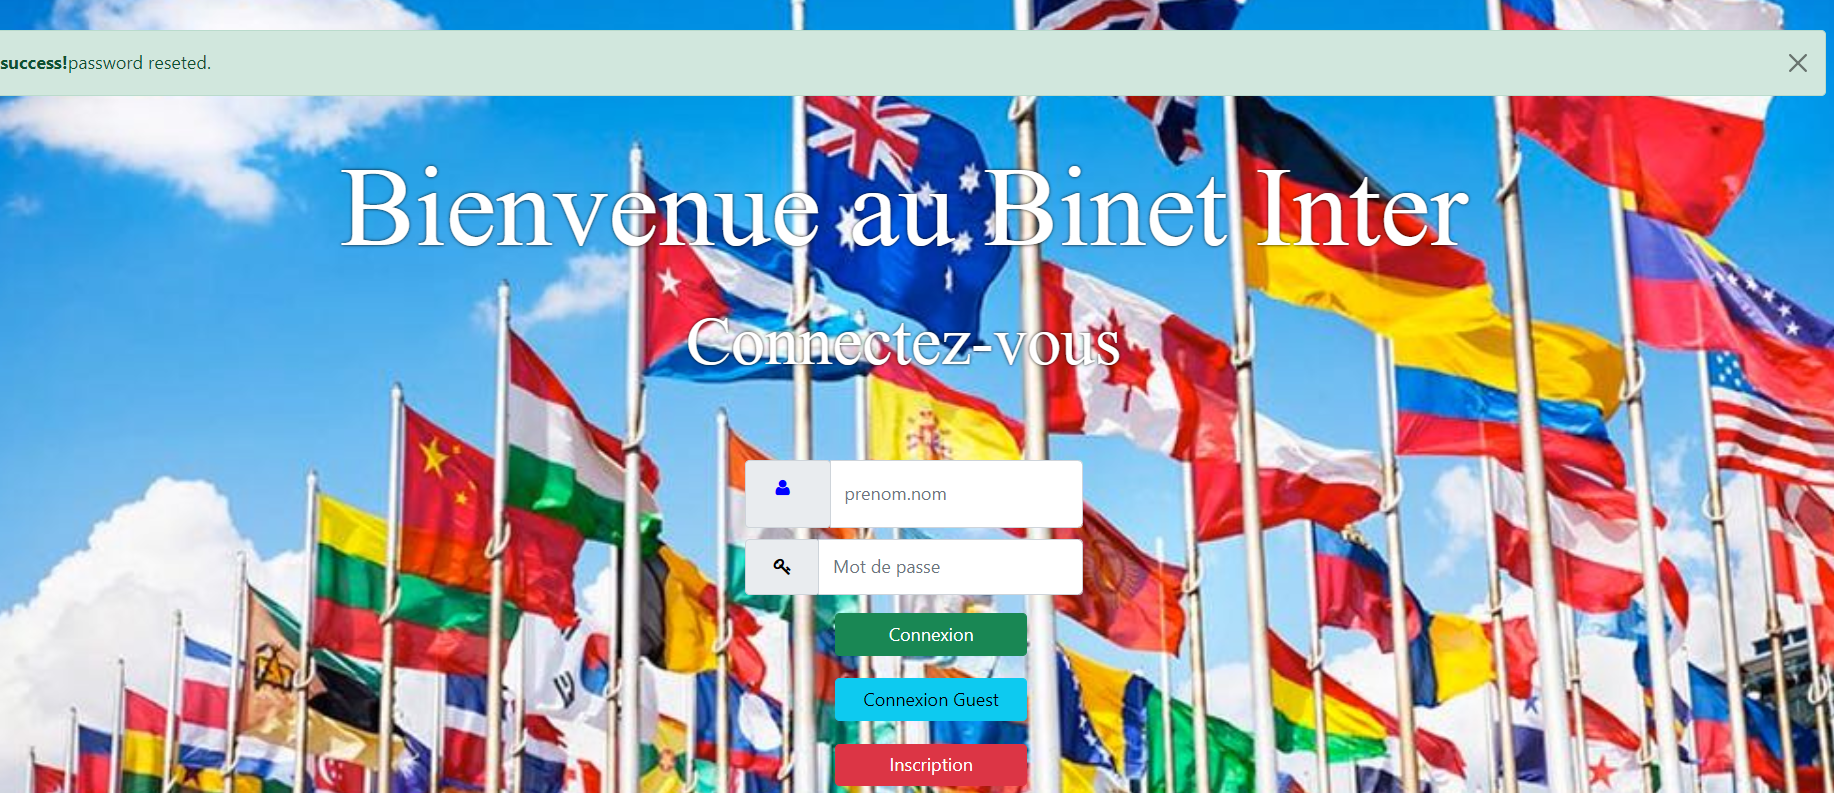 success!password reseted.
Bienvenue au Binet Inter
Connectez-vous
prenom.nom
Mot de passe
Connexion
Connexion Guest
Inscription